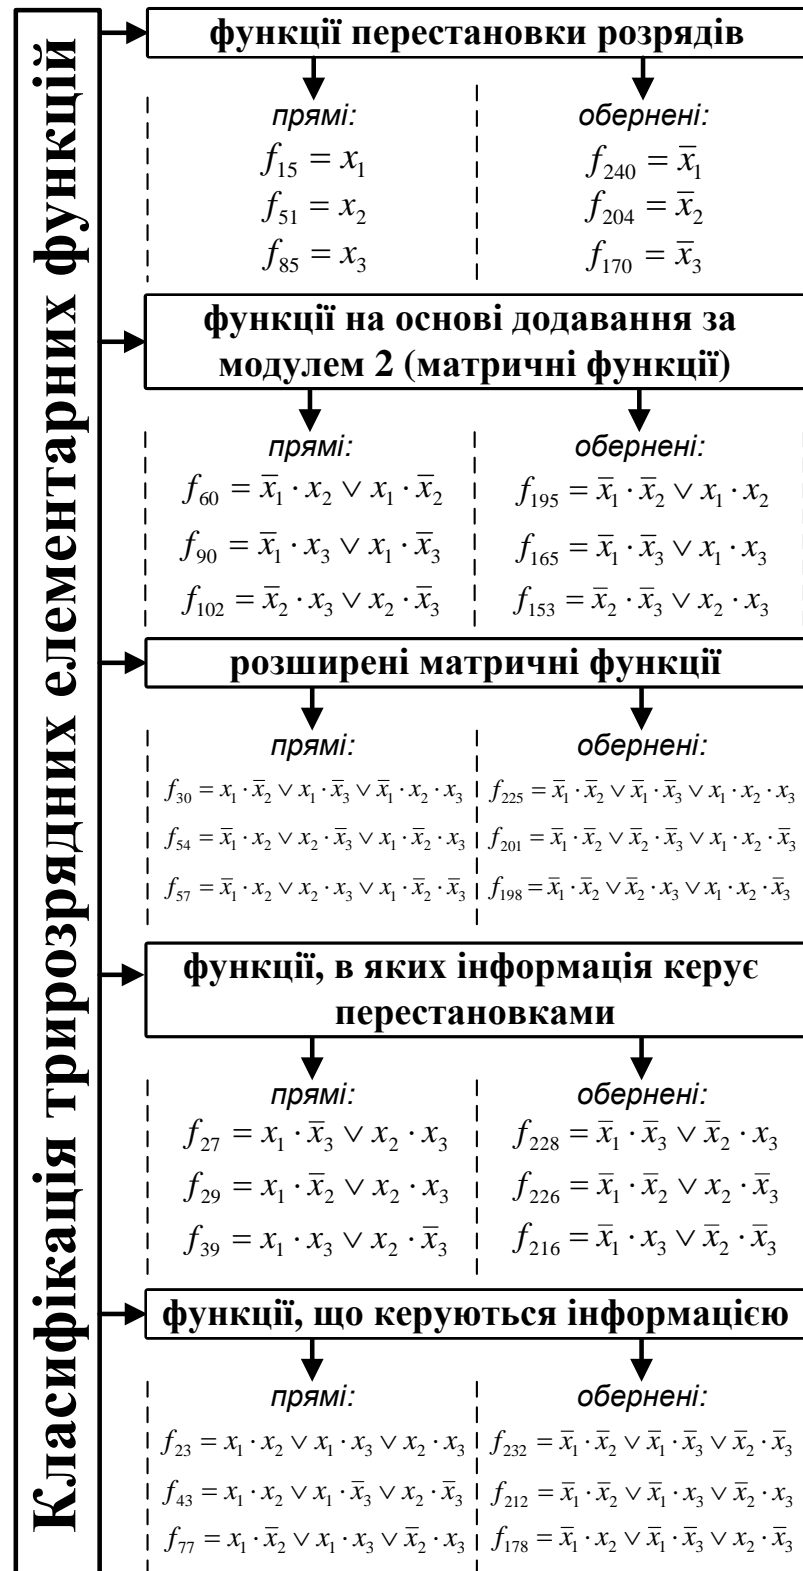 Класифікація трирозрядних елементарних функцій
функції перестановки розрядів
прямі:
f₁₅ = x₁
f₅₁ = x₂
f₈₅ = x₃
обернені:
f₂₄₀ = x̅₁
f₂₀₄ = x̅₂
f₁₇₀ = x̅₃
функції на основі додавання за
модулем 2 (матричні функції)
прямі:
f₆₀ = x̅₁ · x₂ ∨ x₁ · x̅₂
f₉₀ = x̅₁ · x₃ ∨ x₁ · x̅₃
f₁₀₂ = x̅₂ · x₃ ∨ x₂ · x̅₃
обернені:
f₁₉₅ = x̅₁ · x̅₂ ∨ x₁ · x₂
f₁₆₅ = x̅₁ · x̅₃ ∨ x₁ · x₃
f₁₅₃ = x̅₂ · x̅₃ ∨ x₂ · x₃
розширені матричні функції
прямі:
f₃₀ = x₁ · x̅₂ ∨ x₁ · x̅₃ ∨ x̅₁ · x₂ · x₃
f₅₄ = x̅₁ · x₂ ∨ x₂ · x̅₃ ∨ x₁ · x̅₂ · x₃
f₅₇ = x̅₁ · x₂ ∨ x₂ · x₃ ∨ x₁ · x̅₂ · x̅₃
обернені:
f₂₂₅ = x̅₁ · x̅₂ ∨ x̅₁ · x̅₃ ∨ x₁ · x₂ · x₃
f₂₀₁ = x̅₁ · x̅₂ ∨ x̅₂ · x̅₃ ∨ x₁ · x₂ · x̅₃
f₁₉₈ = x̅₁ · x̅₂ ∨ x̅₂ · x₃ ∨ x₁ · x₂ · x̅₃
функції, в яких інформація керує
перестановками
прямі:
f₂₇ = x₁ · x̅₃ ∨ x₂ · x₃
f₂₉ = x₁ · x̅₂ ∨ x₂ · x₃
f₃₉ = x₁ · x₃ ∨ x₂ · x̅₃
обернені:
f₂₂₈ = x̅₁ · x̅₃ ∨ x̅₂ · x₃
f₂₂₆ = x̅₁ · x̅₂ ∨ x₂ · x̅₃
f₂₁₆ = x̅₁ · x₃ ∨ x̅₂ · x̅₃
функції, що керуються інформацією
прямі:
f₂₃ = x₁ · x₂ ∨ x₁ · x₃ ∨ x₂ · x₃
f₄₃ = x₁ · x₂ ∨ x₁ · x̅₃ ∨ x₂ · x̅₃
f₇₇ = x₁ · x̅₂ ∨ x₁ · x₃ ∨ x̅₂ · x₃
обернені:
f₂₃₂ = x̅₁ · x̅₂ ∨ x̅₁ · x̅₃ ∨ x̅₂ · x̅₃
f₂₁₂ = x̅₁ · x̅₂ ∨ x̅₁ · x₃ ∨ x̅₂ · x₃
f₁₇₈ = x̅₁ · x₂ ∨ x̅₁ · x̅₃ ∨ x₂ · x̅₃